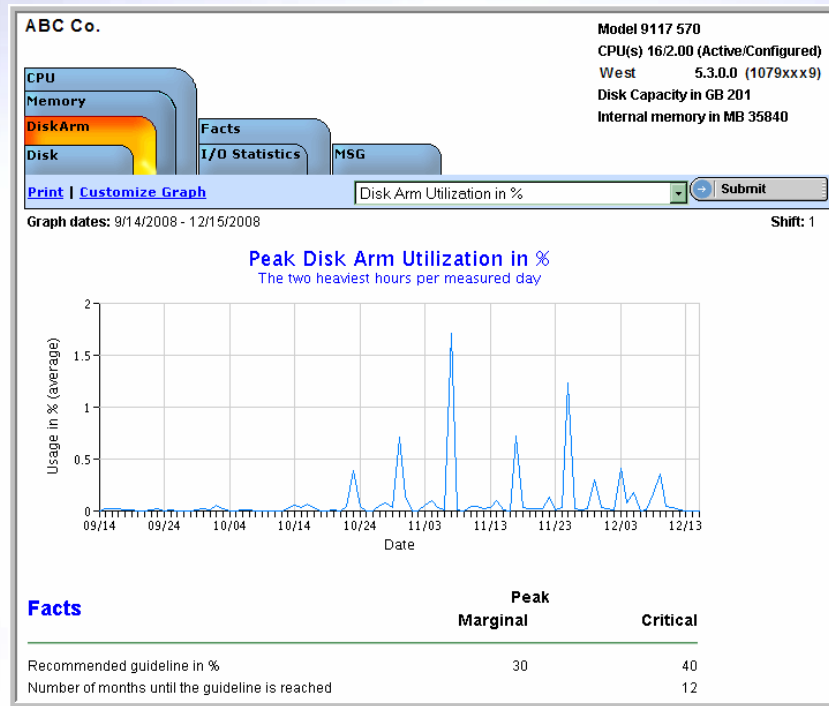 ABC Co.
Model 9117 570
CPU(s) 16/2.00 (Active/Configured)
West 5.3.0.0 (1079xxx9)
Disk Capacity in GB 201
Internal memory in MB 35840
CPU
Memory
DiskArm
Disk
Facts
I/O Statistics
MSG
Print | Customize Graph
Disk Arm Utilization in %
Submit
Graph dates: 9/14/2008 - 12/15/2008
Shift: 1
Peak Disk Arm Utilization in %
The two heaviest hours per measured day
Usage in % (average)
2
1.5
1
0.5
0
09/14 09/24 10/04 10/14 10/24 11/03 11/13 11/23 12/03 12/13
Date
Facts
Peak
Marginal Critical
Recommended guideline in % 30 40
Number of months until the guideline is reached 12